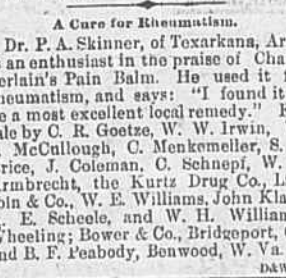 A Cure for Rheumatism.
Dr. P. A. Skinner, of Texarkana, Ar
s an enthusiast in the praise of Cha
erlain's Pain Balm. He used it f
heumatism, and says: "I found it
e a most excellent local remedy."
ale by C. R. Goetze, W. W. Irwin,
. McCullough, C. Menkemeller, S.
rice, J. Coleman, C. Schnepf, W.
rmbrecht, the Kurtz Drug Co., L
bin & Co., W. E. Williams, John Kla
. E. Scheele, and W. H. William
Wheeling; Bower & Co., Bridgeport,
nd B. F. Peabody, Benwood, W. Va.
D&W